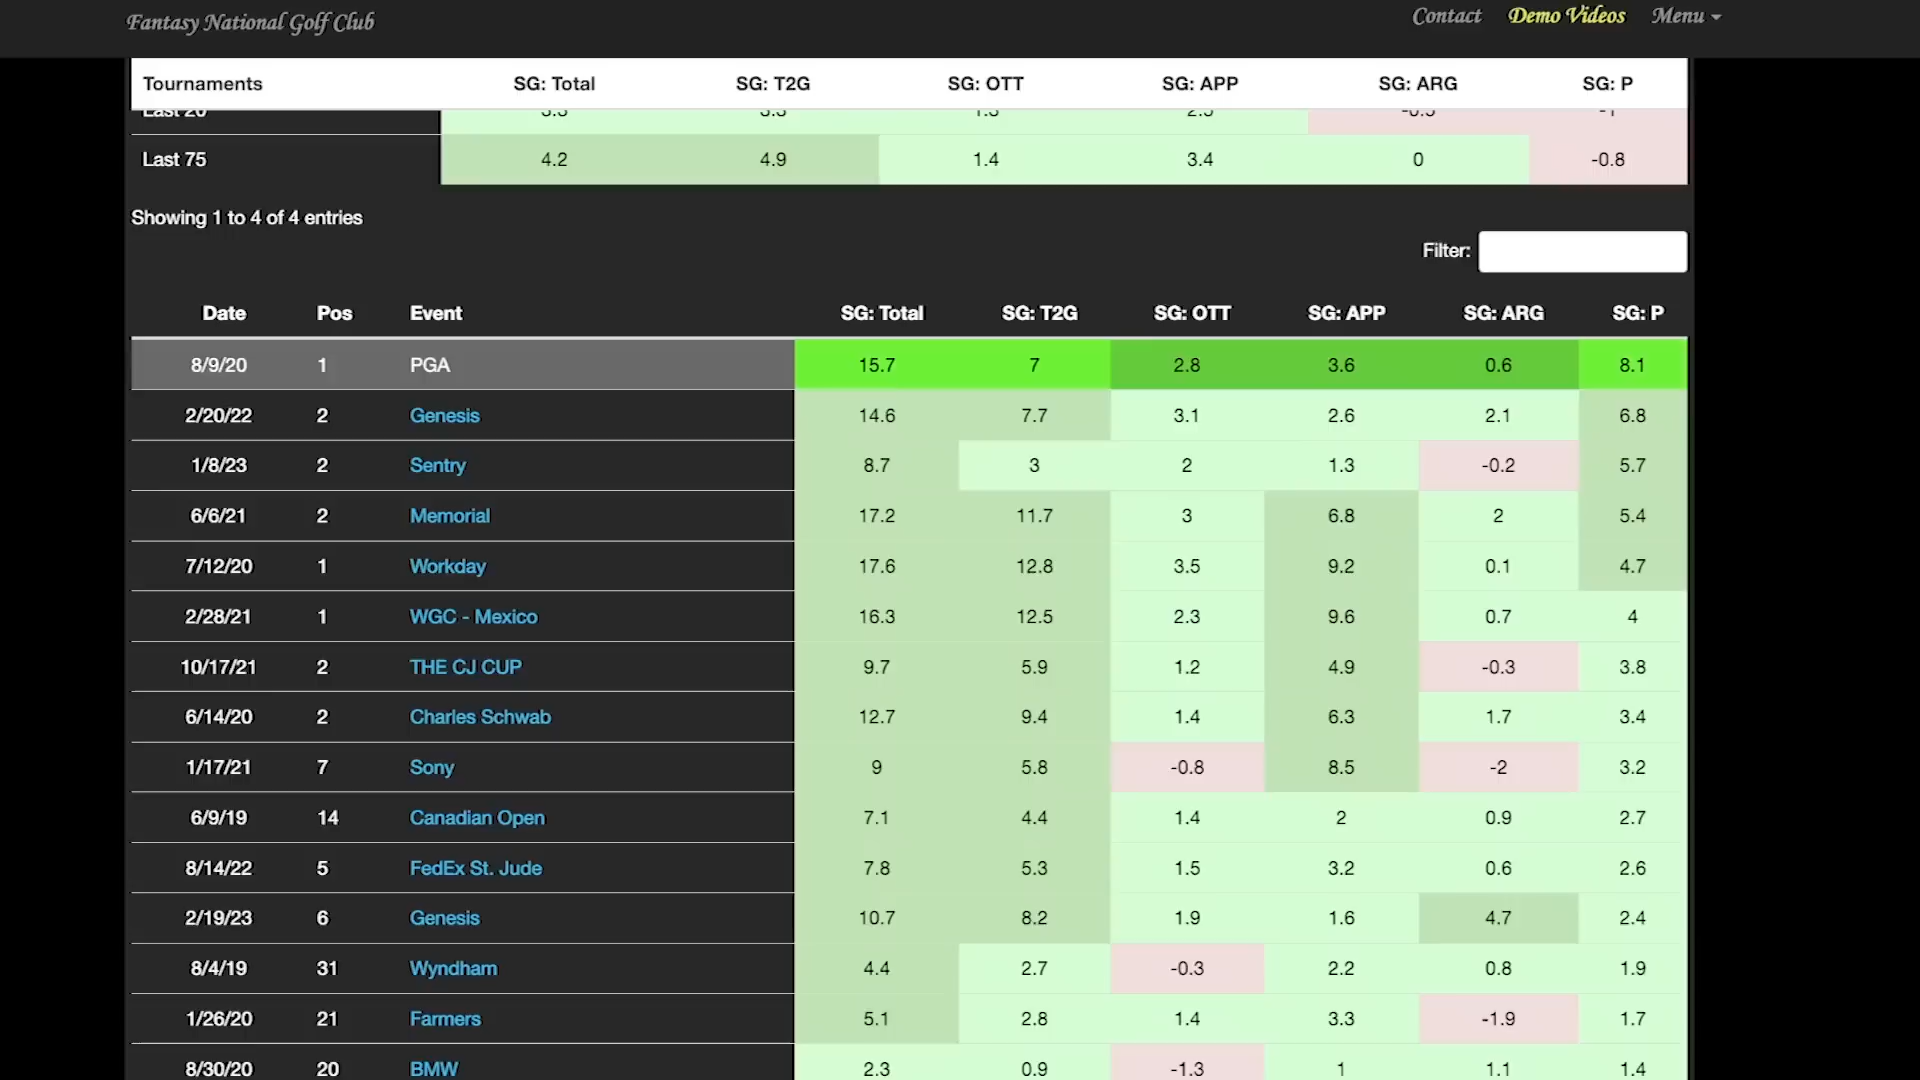 Fantasy National Golf Club Contact Demo Videos Menu
Tournaments SG: Total SG: T2G SG: OTT SG: APP SG: ARG SG: P
Last 20 3.3 3.3 1.3 2.5 -0.5 -1
Last 75 4.2 4.9 1.4 3.4 0 -0.8
Showing 1 to 4 of 4 entries
Filter:
Date Pos Event SG: Total SG: T2G SG: OTT SG: APP SG: ARG SG: P
8/9/20 1 PGA 15.7 7 2.8 3.6 0.6 8.1
2/20/22 2 Genesis 14.6 7.7 3.1 2.6 2.1 6.8
1/8/23 2 Sentry 8.7 3 2 1.3 -0.2 5.7
6/6/21 2 Memorial 17.2 11.7 3 6.8 2 5.4
7/12/20 1 Workday 17.6 12.8 3.5 9.2 0.1 4.7
2/28/21 1 WGC - Mexico 16.3 12.5 2.3 9.6 0.7 4
10/17/21 2 THE CJ CUP 9.7 5.9 1.2 4.9 -0.3 3.8
6/14/20 2 Charles Schwab 12.7 9.4 1.4 6.3 1.7 3.4
1/17/21 7 Sony 9 5.8 -0.8 8.5 -2 3.2
6/9/19 14 Canadian Open 7.1 4.4 1.4 2 0.9 2.7
8/14/22 5 FedEx St. Jude 7.8 5.3 1.5 3.2 0.6 2.6
2/19/23 6 Genesis 10.7 8.2 1.9 1.6 4.7 2.4
8/4/19 31 Wyndham 4.4 2.7 -0.3 2.2 0.8 1.9
1/26/20 21 Farmers 5.1 2.8 1.4 3.3 -1.9 1.7
8/30/20 20 BMW 2.3 0.9 -1.3 1 1.1 1.4